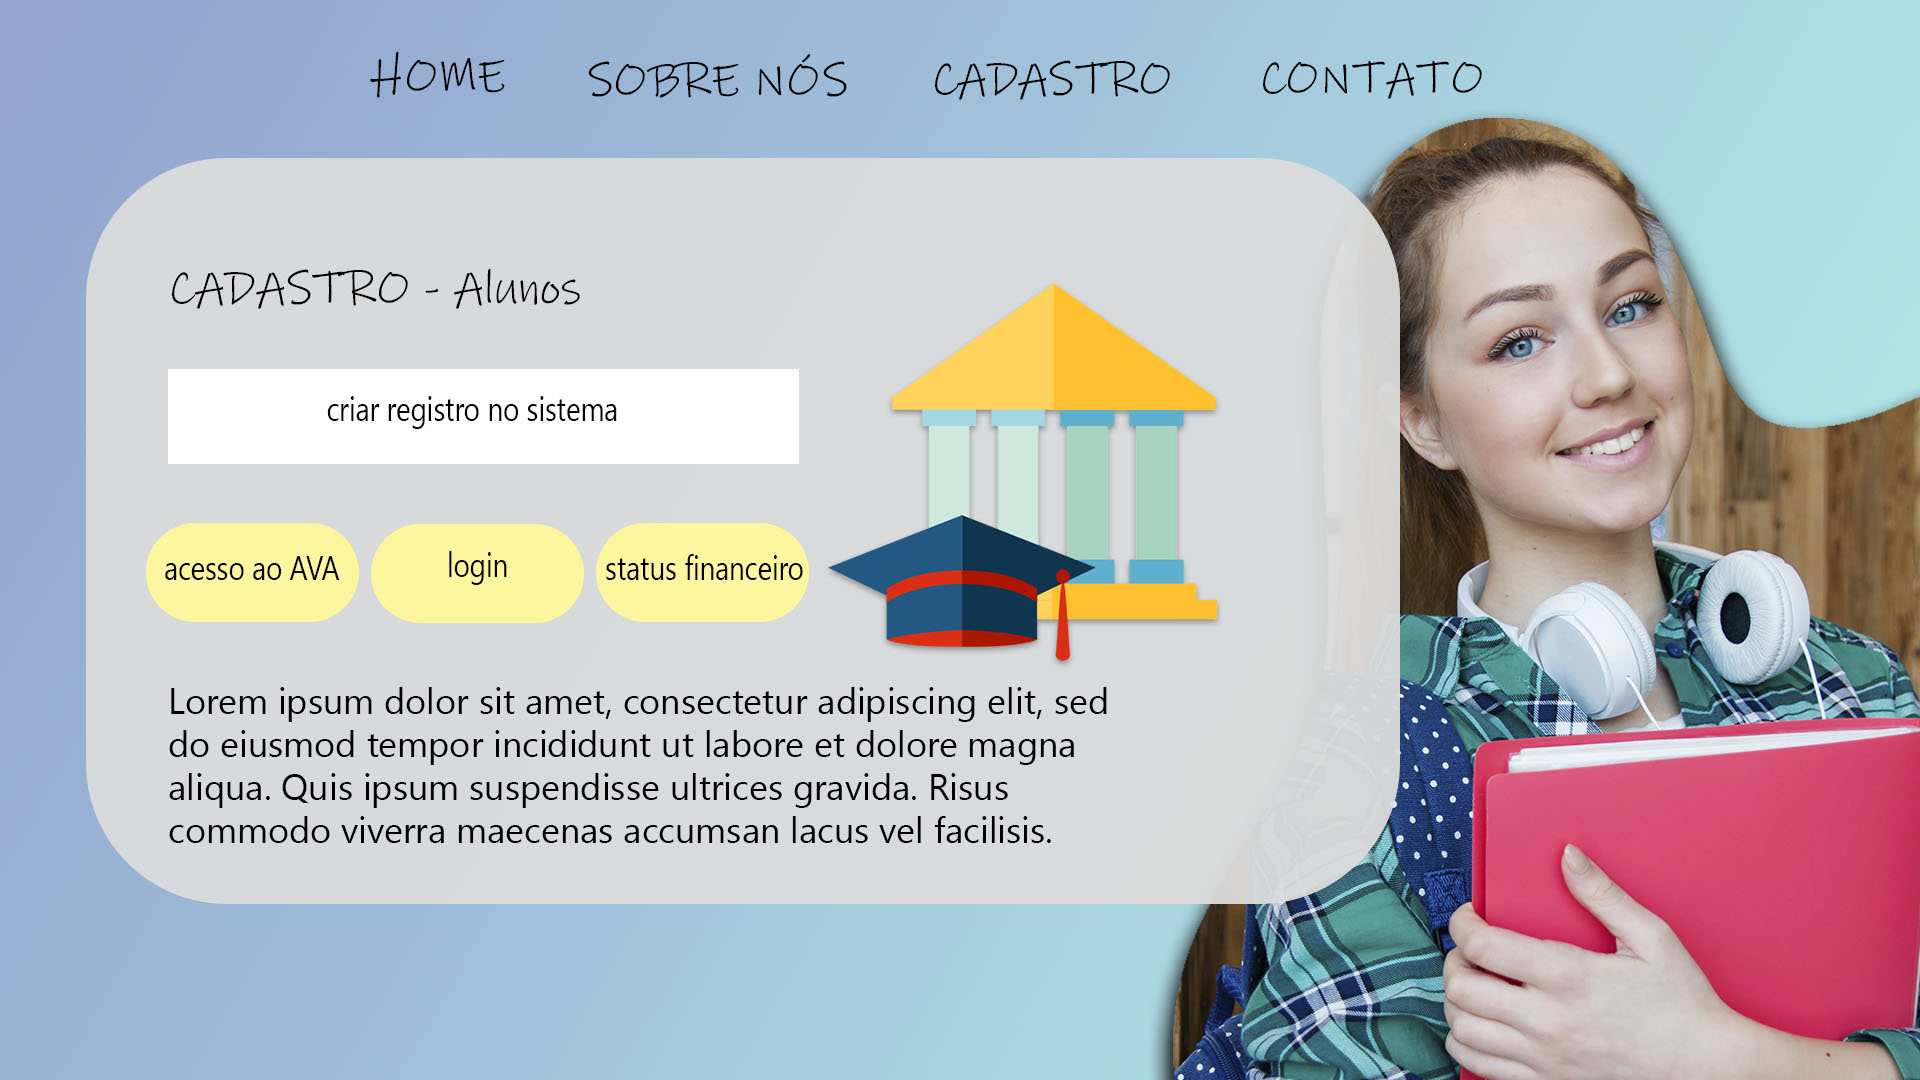 HOME SOBRE NÓS CADASTRO CONTATO
CADASTRO - Alunos
criar registro no sistema
acesso ao AVA login status financeiro
Lorem ipsum dolor sit amet, consectetur adipiscing elit, sed
do eiusmod tempor incididunt ut labore et dolore magna
aliqua. Quis ipsum suspendisse ultrices gravida. Risus
commodo viverra maecenas accumsan lacus vel facilisis.